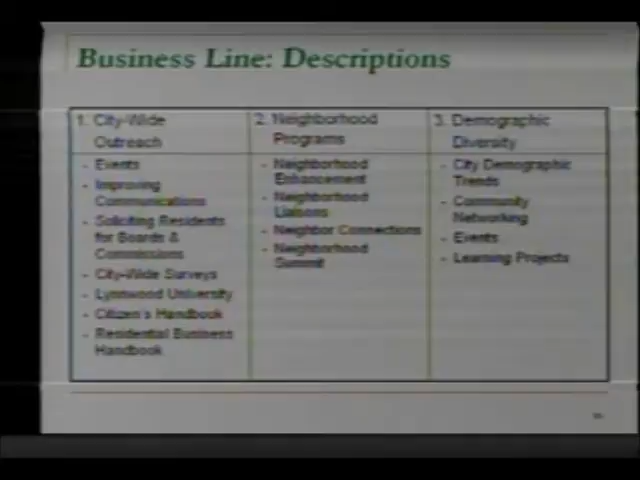 Business Line: Descriptions
1. City-Wide
Outreach
- Events
- Improving
Communications
- Soliciting Residents
for Boards &
Commissions
- City-Wide Surveys
- Lynnwood University
- Citizen's Handbook
- Residential Business
Handbook
2. Neighborhood
Programs
- Neighborhood
Enhancement
- Neighborhood
Liaisons
- Neighbor Connections
- Neighborhood
Summit
3. Demographic
Diversity
- City Demographic
Trends
- Community
Networking
- Events
- Learning Projects